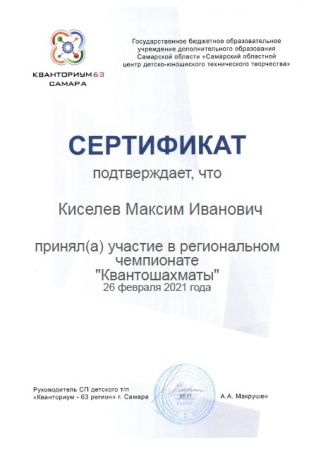 Государственное бюджетное образовательное
учреждение дополнительного образования
Самарской области «Самарский областной
центр детско-юношеского технического творчества»
КВАНТОРИУМ63
САМАРА
СЕРТИФИКАТ
подтверждает, что
Киселев Максим Иванович
принял(а) участие в региональном
чемпионате
"Квантошахматы"
26 февраля 2021 года
Руководитель СП детского т/п
«Кванториум - 63 регион» г. Самара
А.А. Макрушен